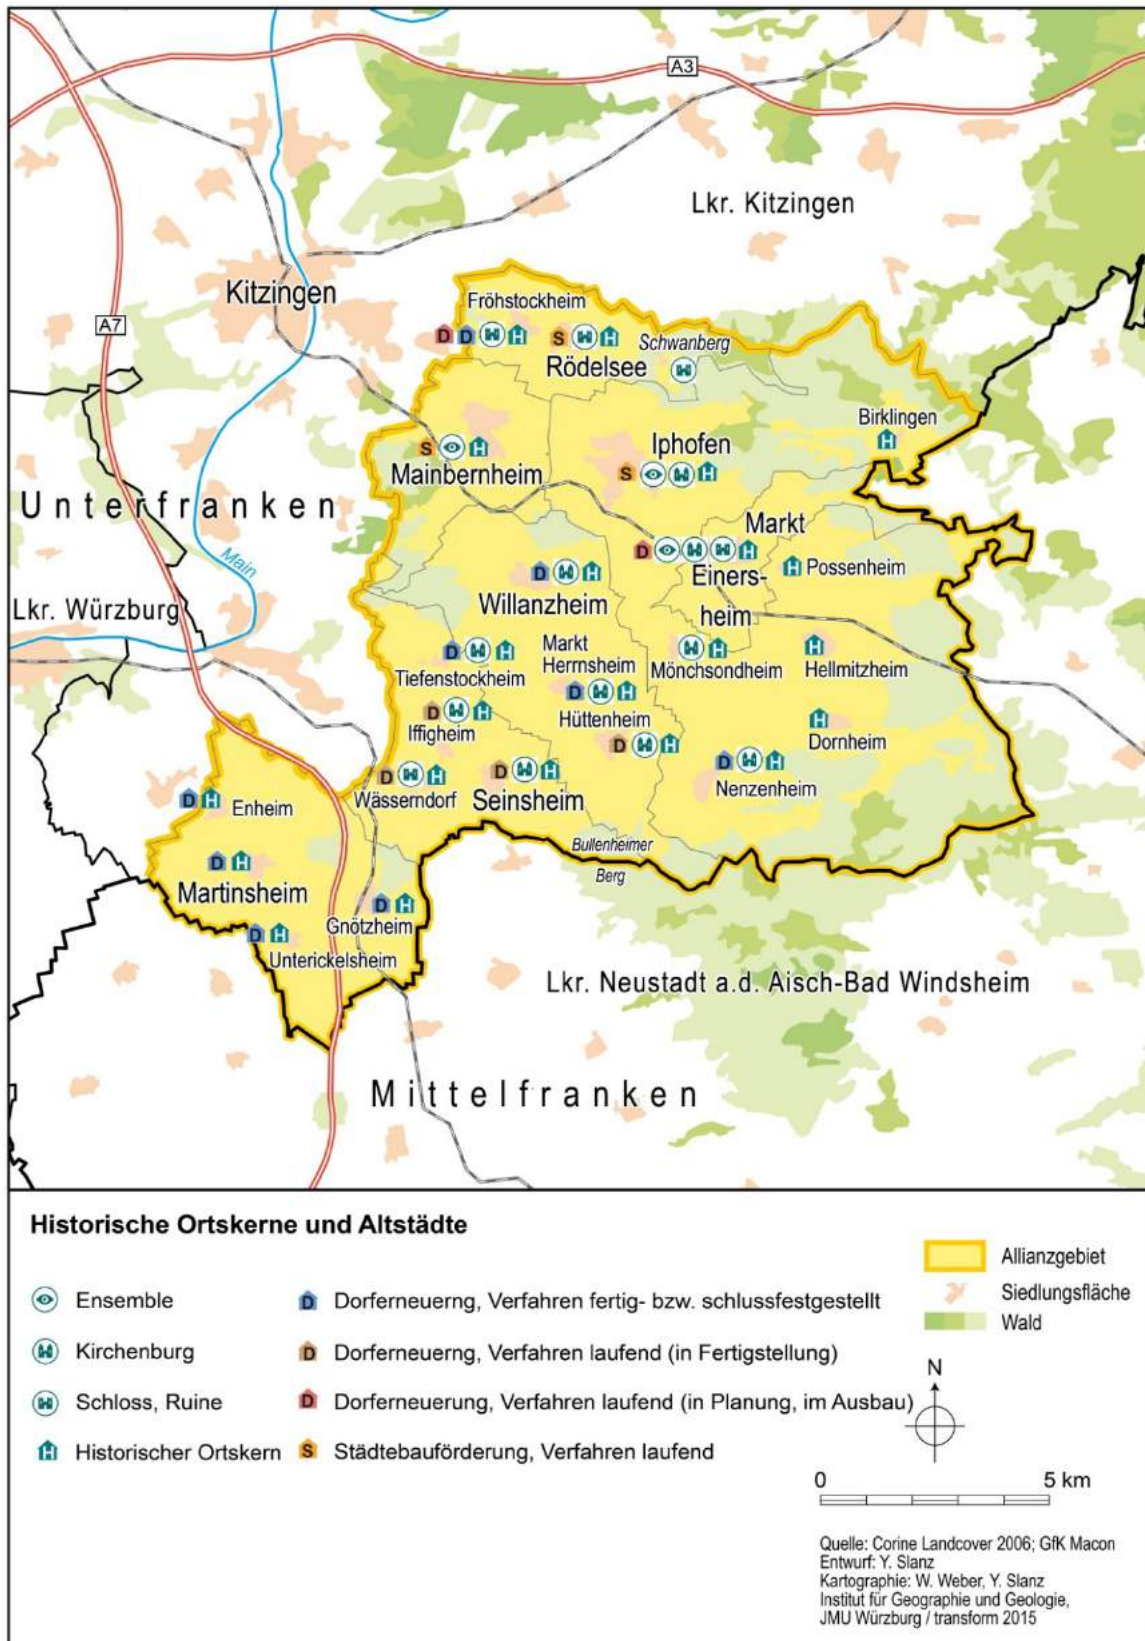 A3
Lkr. Kitzingen
Kitzingen
A7
Fröhstockheim
D D H
S H
Schwanberg
Rödelsee
Birklingen
H
Iphofen
S H
Mainbernheim
S H
Unterfranken
Markt
D H
Einers-
heim
H Possenheim
Main
D H
Willanzheim
Lkr. Würzburg
D H
Tiefenstockheim
Markt
Herrnsheim
D H
H
Mönchsondheim
H
Hellmitzheim
D H
Iffigheim
Hüttenheim
D H
H
Dornheim
D H
Wässerndorf
D H
Seinsheim
D H
Nenzenheim
D H
Enheim
Bullenheimer
Berg
D H
Martinsheim
D H
Gnötzheim
D H
Unterickelsheim
Lkr. Neustadt a.d. Aisch-Bad Windsheim
Mittelfranken
Historische Ortskerne und Altstädte
Ensemble
Kirchenburg
Schloss, Ruine
H Historischer Ortskern
D Dorferneuerng, Verfahren fertig- bzw. schlussfestgestellt
D Dorferneuerng, Verfahren laufend (in Fertigstellung)
D Dorferneuerung, Verfahren laufend (in Planung, im Ausbau)
S Städtebauförderung, Verfahren laufend
Allianzgebiet
Siedlungsfläche
Wald
N
0 5 km
Quelle: Corine Landcover 2006; GfK Macon
Entwurf: Y. Slanz
Kartographie: W. Weber, Y. Slanz
Institut für Geographie und Geologie,
JMU Würzburg / transform 2015